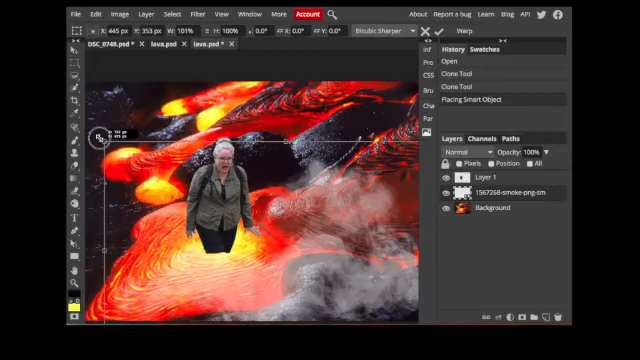 File Edit Image Layer Select Filter View Window More Account About Report a bug Learn Blog API
X: 445 px Y: 353 px W: 101% H: 100% 0.0° X: 0.0° Y: 0.0° Bicubic Sharper Warp
DSC_0748.psd * lava.psd lava.psd *
inf
Pro
CSS
Bru
Cha
Par
History Swatches
Open
Clone Tool
Clone Tool
Placing Smart Object
Layers Channels Paths
Normal Opacity: 100%
Pixels Position All
Layer 1
1567268-smoke-png-sm
Background
eff